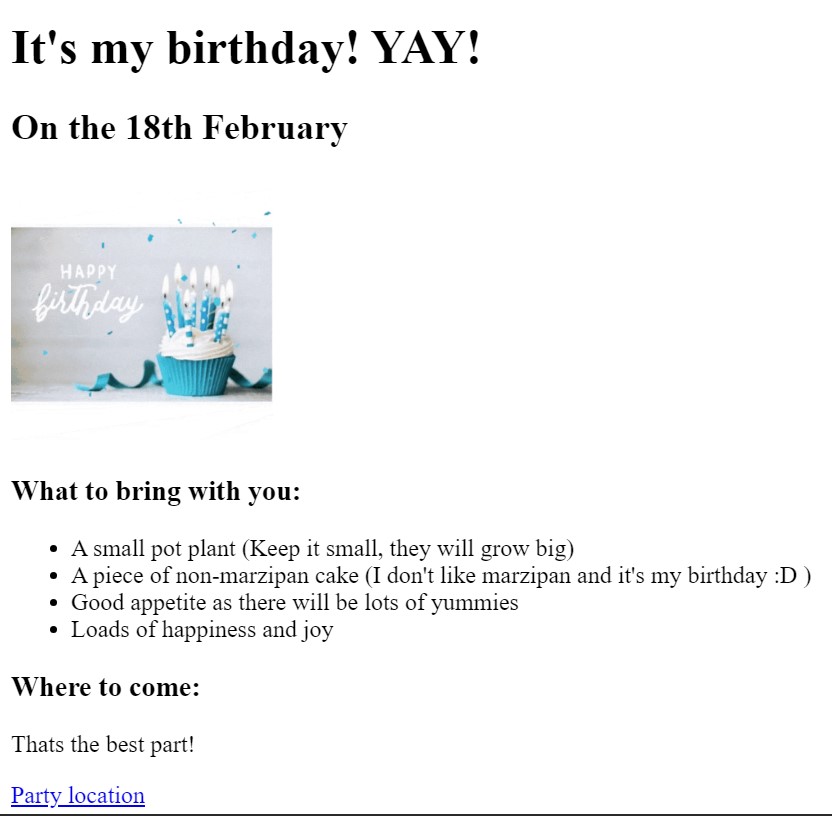 It's my birthday! YAY!
On the 18th February
HAPPY
birthday
What to bring with you:
A small pot plant (Keep it small, they will grow big)
A piece of non-marzipan cake (I don't like marzipan and it's my birthday :D )
Good appetite as there will be lots of yummies
Loads of happiness and joy
Where to come:
Thats the best part!
Party location